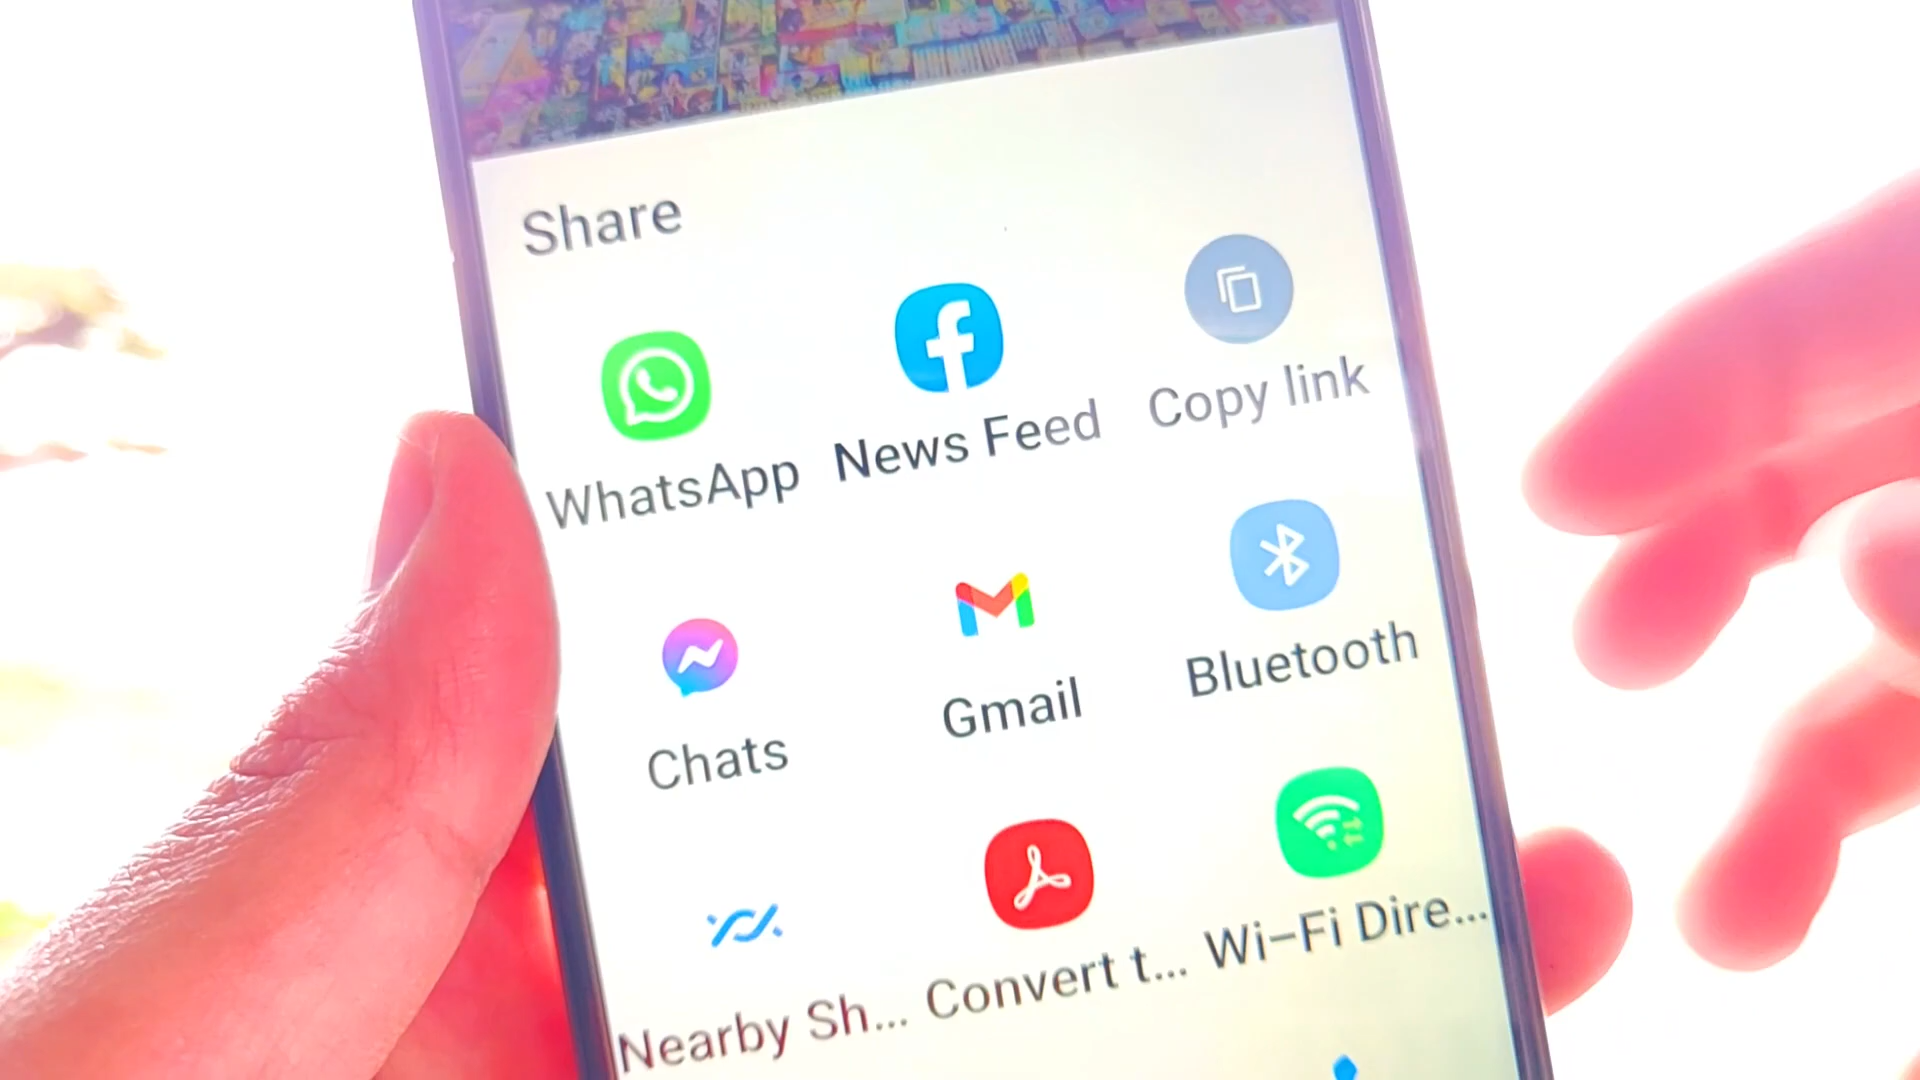 Share
WhatsApp
News Feed
Copy link
Chats
Gmail
Bluetooth
Nearby Sh...
Convert t...
Wi-Fi Dire...